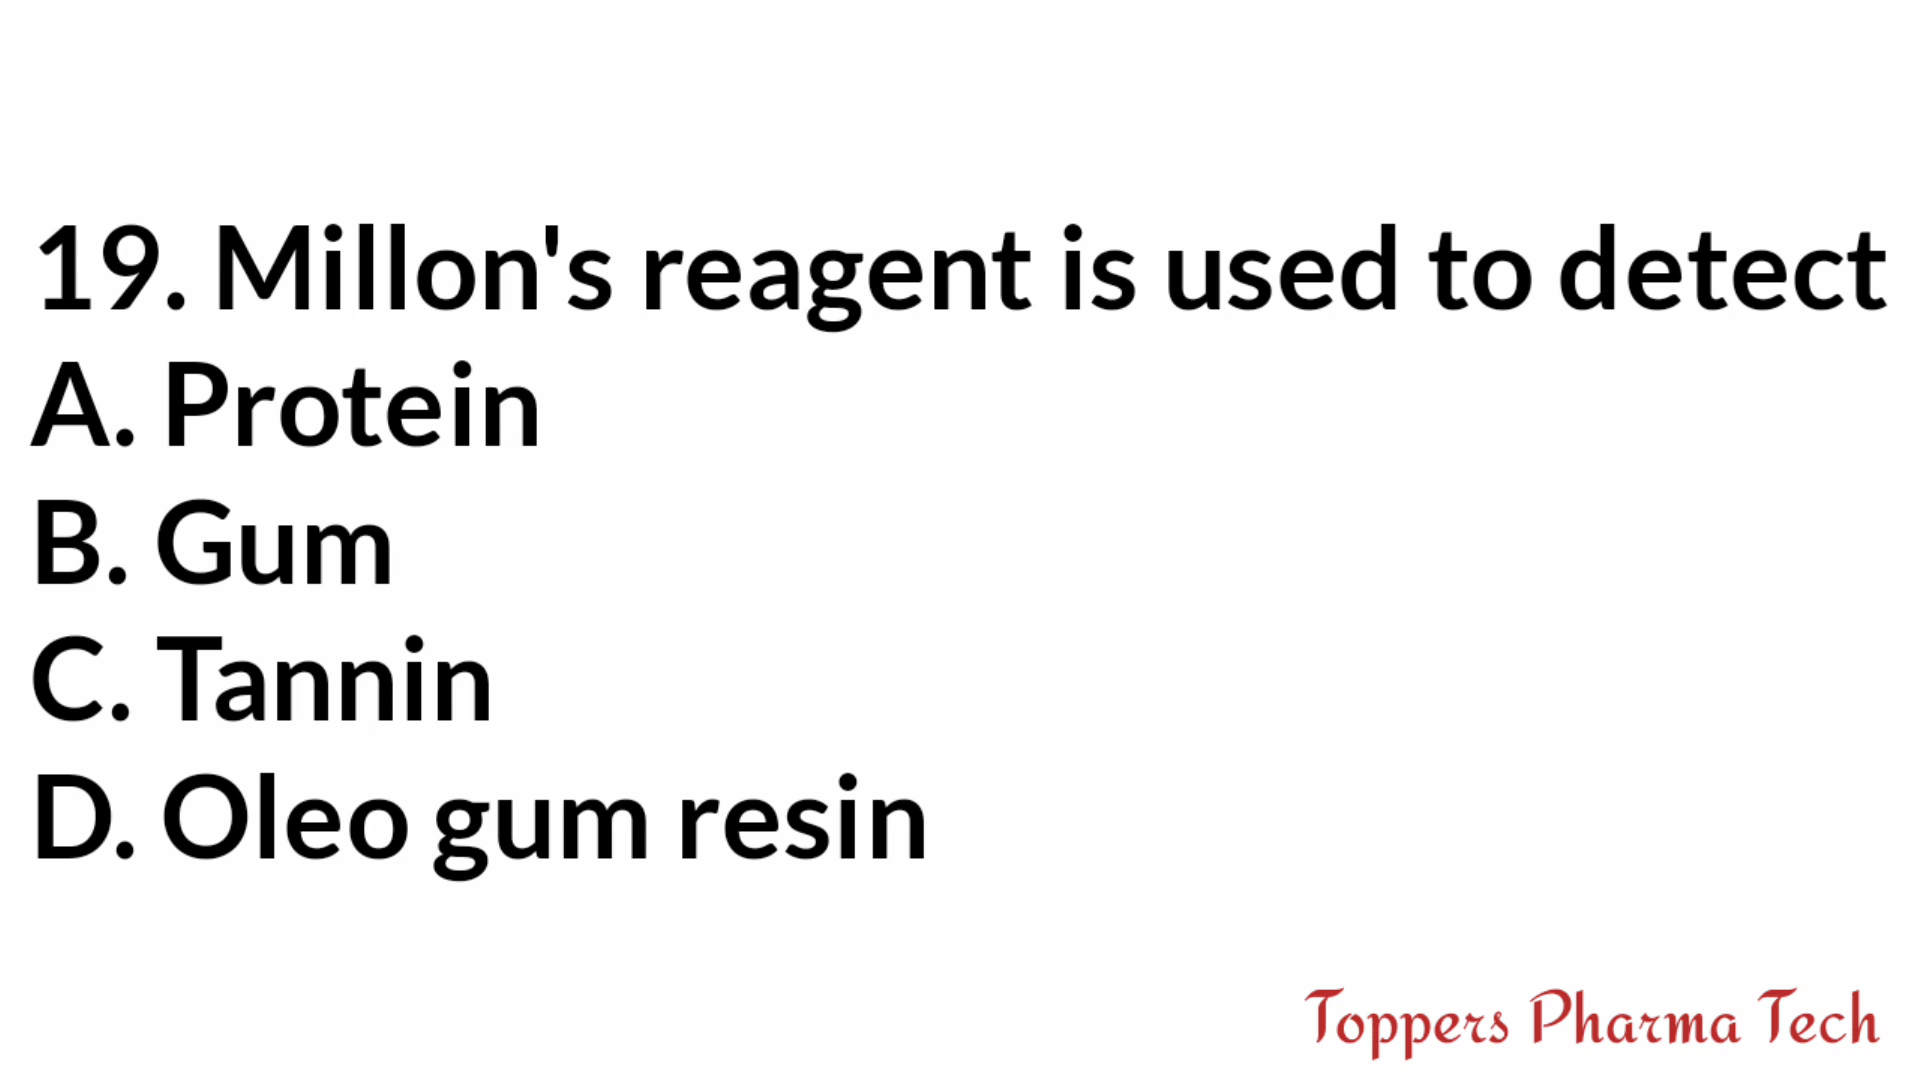 19. Millon's reagent is used to detect
A. Protein
B. Gum
C. Tannin
D. Oleo gum resin
Toppers Pharma Tech